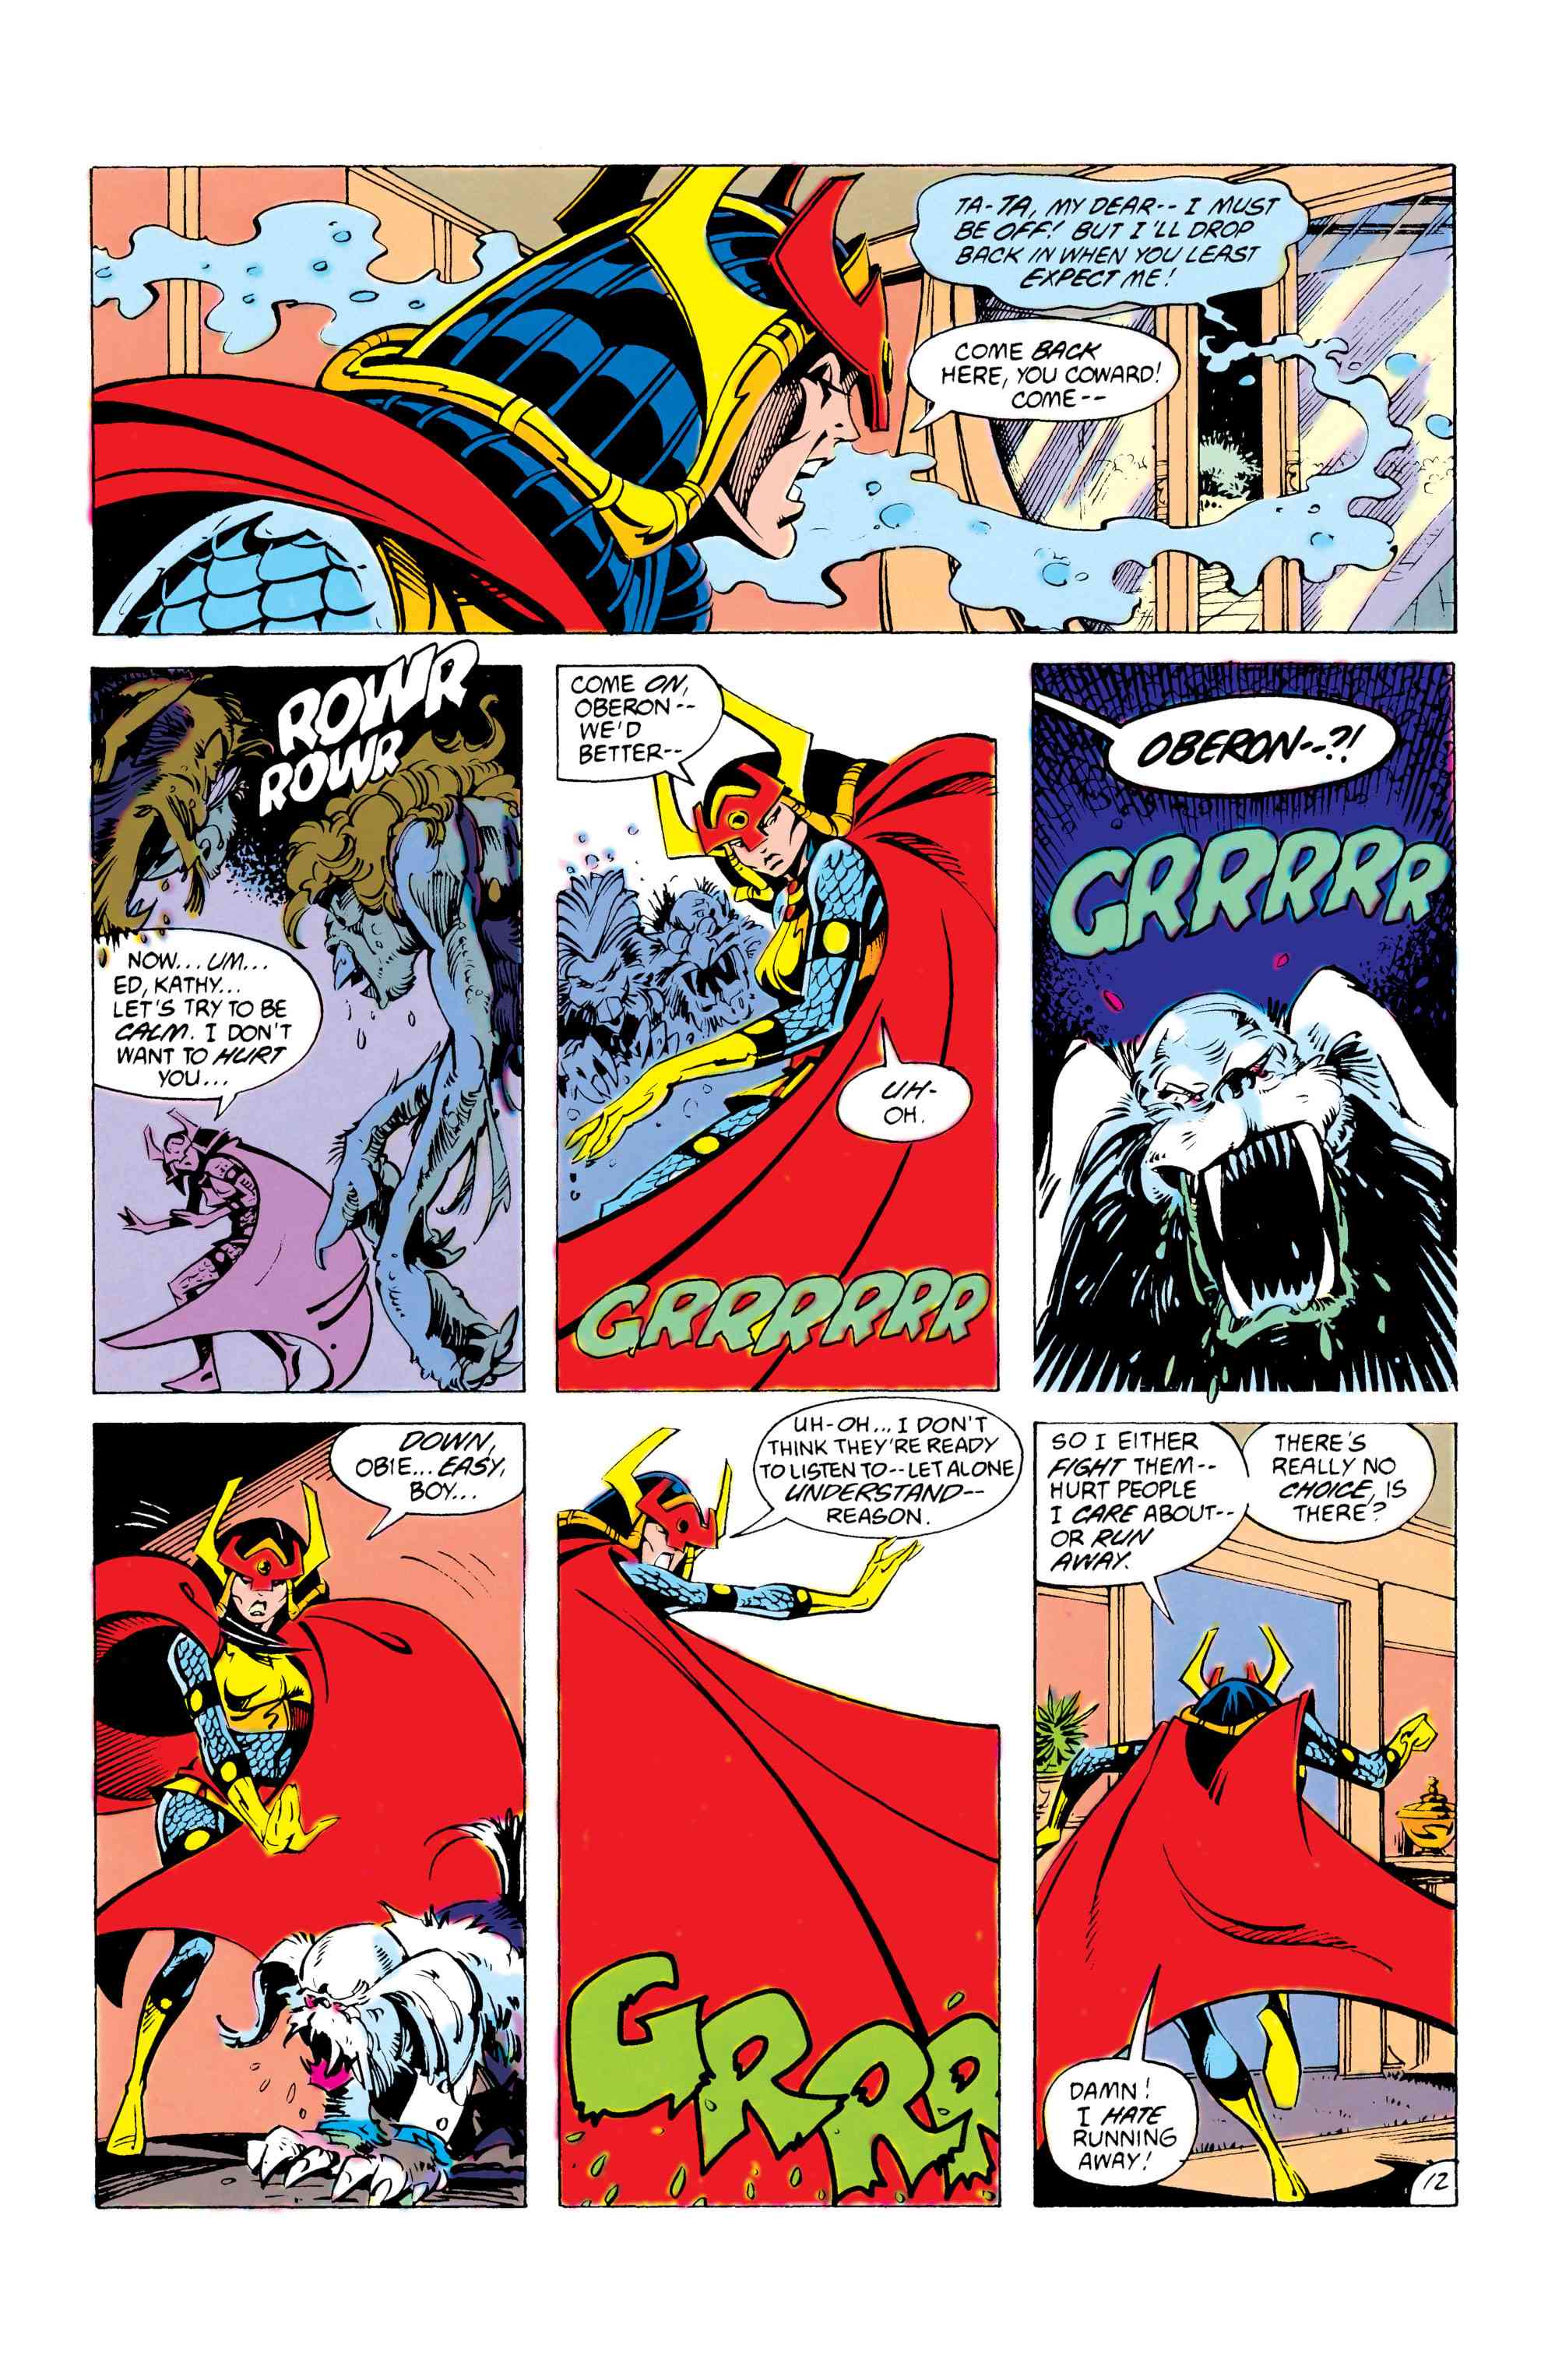 TA-TA, MY DEAR-- I MUST
BE OFF! BUT I'LL DROP
BACK IN WHEN YOU LEAST
EXPECT ME!
COME BACK
HERE, YOU COWARD!
COME--
ROWR
ROWR
NOW... UM...
ED, KATHY...
LET'S TRY TO BE
CALM. I DON'T
WANT TO HURT
YOU...
COME ON,
OBERON--
WE'D
BETTER--
UH-
OH.
GRRRRRR
OBERON--?!
GRRRRR
DOWN,
OBIE... EASY,
BOY...
UH-OH... I DON'T
THINK THEY'RE READY
TO LISTEN TO-- LET ALONE
UNDERSTAND--
REASON.
GRRR
SO I EITHER
FIGHT THEM--
HURT PEOPLE
I CARE ABOUT--
OR RUN
AWAY.
THERE'S
REALLY NO
CHOICE, IS
THERE?
DAMN!
I HATE
RUNNING
AWAY!
12